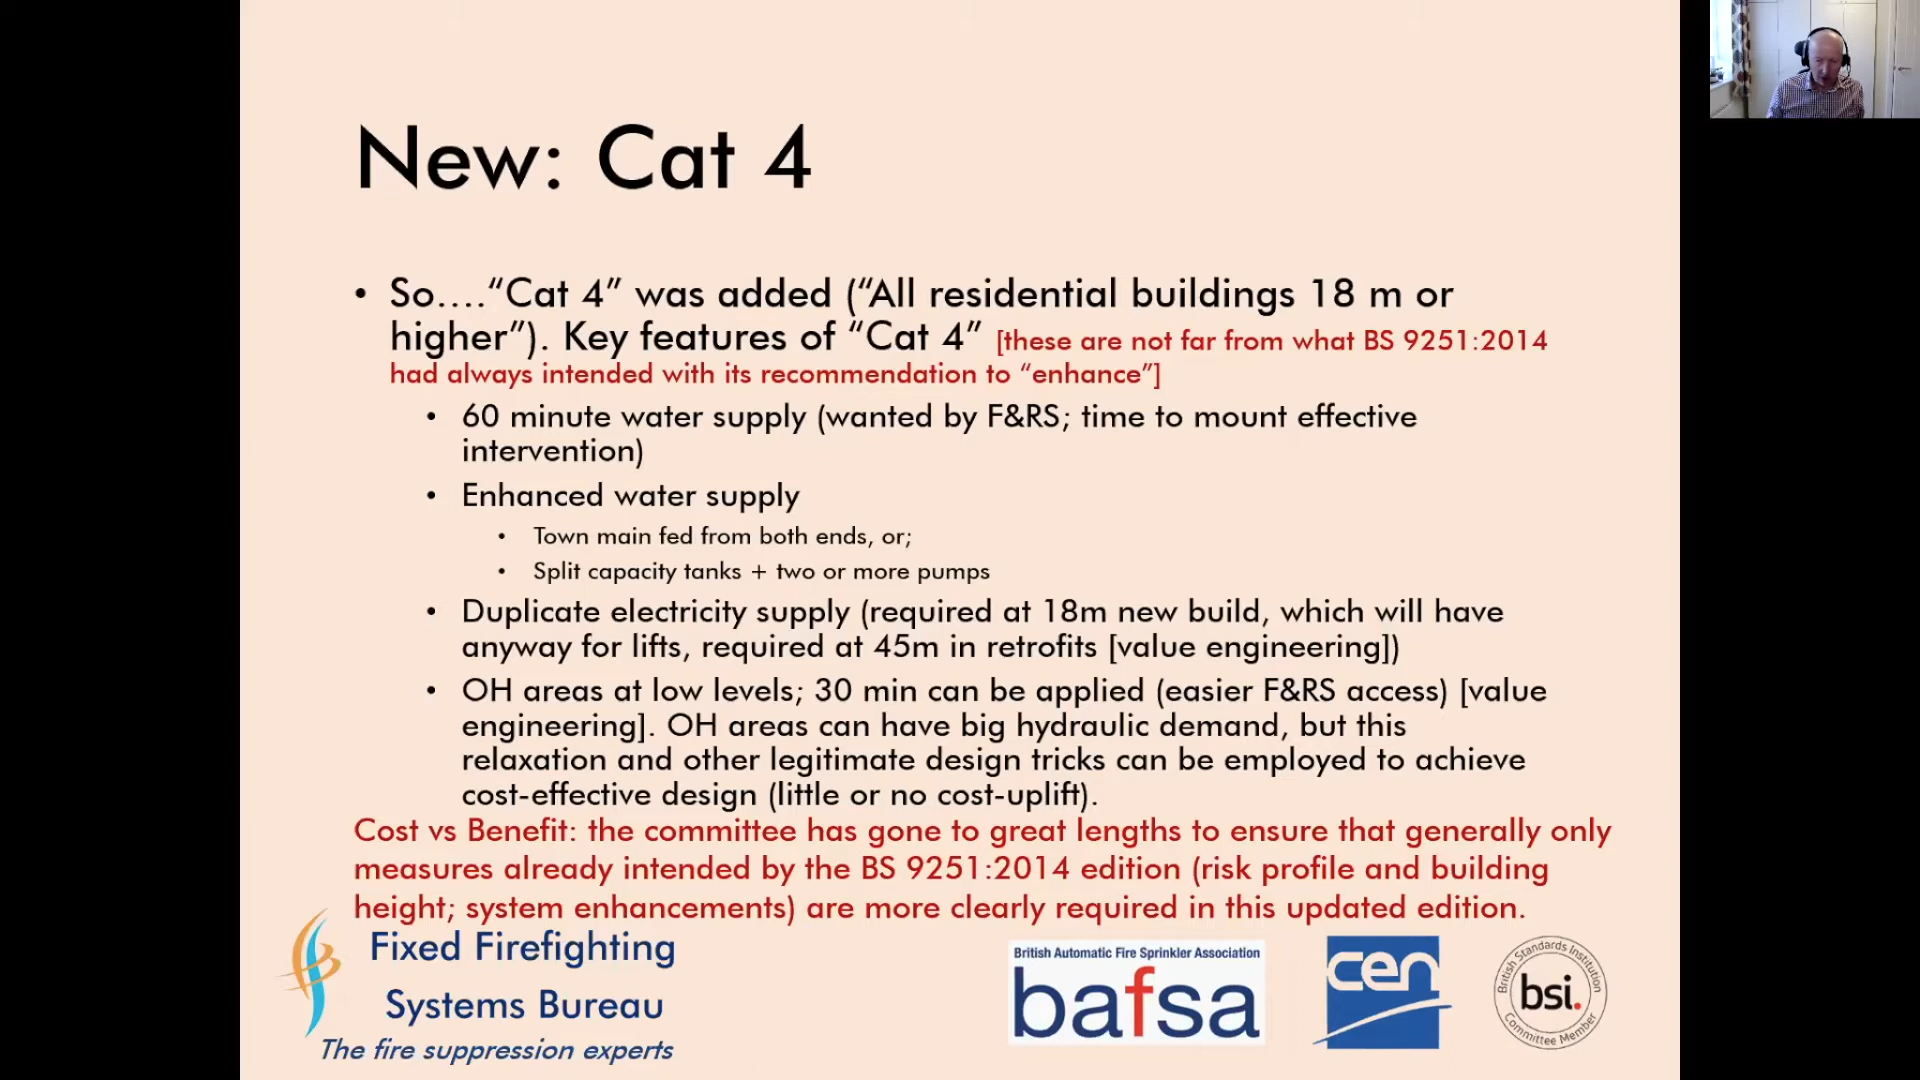 New: Cat 4
• So....“Cat 4” was added (“All residential buildings 18 m or
higher”). Key features of “Cat 4” [these are not far from what BS 9251:2014
had always intended with its recommendation to “enhance”]
• 60 minute water supply (wanted by F&RS; time to mount effective
intervention)
• Enhanced water supply
• Town main fed from both ends, or;
• Split capacity tanks + two or more pumps
• Duplicate electricity supply (required at 18m new build, which will have
anyway for lifts, required at 45m in retrofits [value engineering])
• OH areas at low levels; 30 min can be applied (easier F&RS access) [value
engineering]. OH areas can have big hydraulic demand, but this
relaxation and other legitimate design tricks can be employed to achieve
cost-effective design (little or no cost-uplift).
Cost vs Benefit: the committee has gone to great lengths to ensure that generally only
measures already intended by the BS 9251:2014 edition (risk profile and building
height; system enhancements) are more clearly required in this updated edition.
Fixed Firefighting
Systems Bureau
The fire suppression experts
British Automatic Fire Sprinkler Association
bafsa
cen
British Standards Institution
bsi.
Committee Member